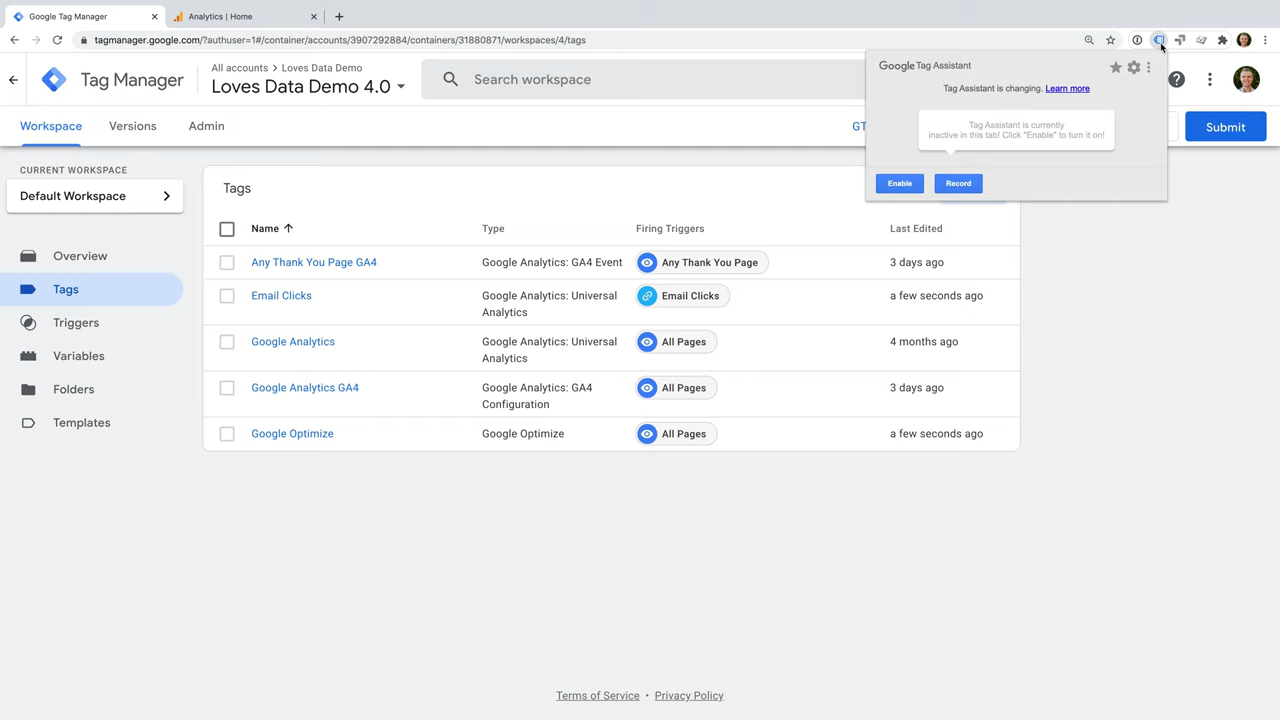 Google Tag Manager
Analytics | Home
tagmanager.google.com/?authuser=1#/container/accounts/3907292884/containers/31880871/workspaces/4/tags
Tag Manager
All accounts > Loves Data Demo
Loves Data Demo 4.0
Search workspace
Google Tag Assistant
Tag Assistant is changing. Learn more
Tag Assistant is currently
inactive in this tab! Click "Enable" to turn it on!
Enable
Record
Workspace
Versions
Admin
GT
Submit
CURRENT WORKSPACE
Default Workspace
Overview
Tags
Triggers
Variables
Folders
Templates
Tags
Name
Type
Firing Triggers
Last Edited
Any Thank You Page GA4
Google Analytics: GA4 Event
Any Thank You Page
3 days ago
Email Clicks
Google Analytics: Universal
Analytics
Email Clicks
a few seconds ago
Google Analytics
Google Analytics: Universal
Analytics
All Pages
4 months ago
Google Analytics GA4
Google Analytics: GA4
Configuration
All Pages
3 days ago
Google Optimize
Google Optimize
All Pages
a few seconds ago
Terms of Service • Privacy Policy